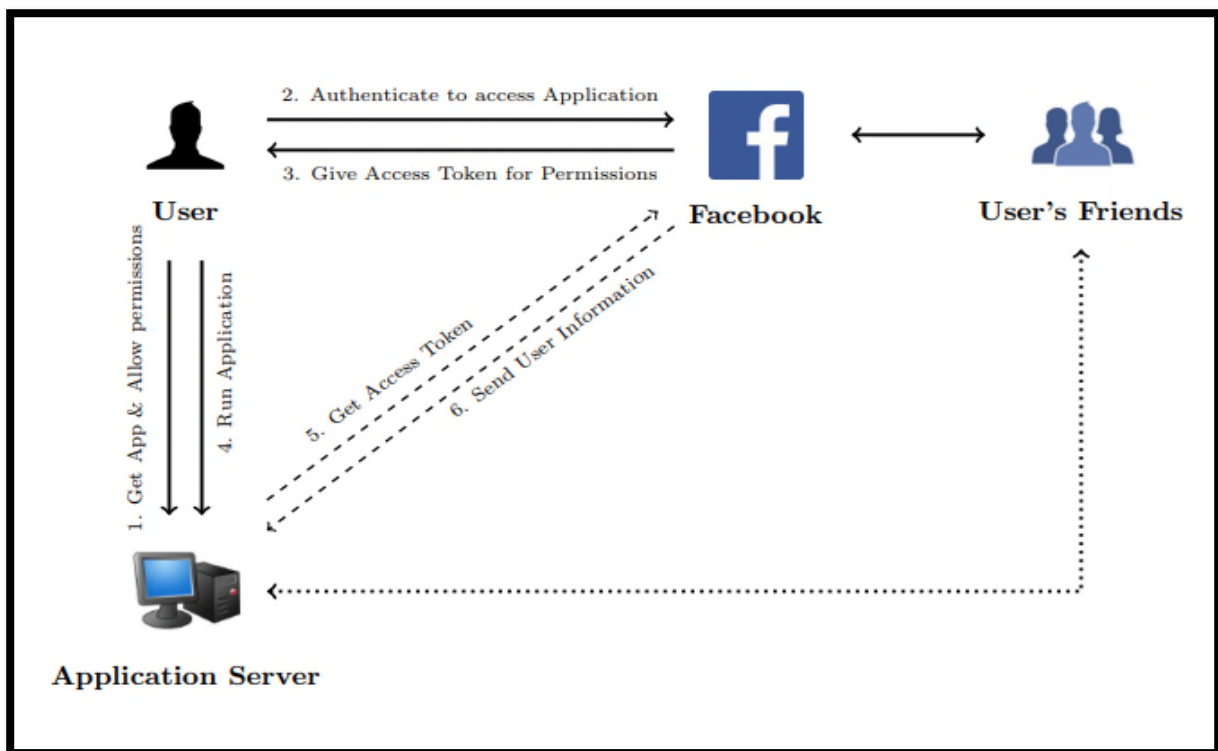 2. Authenticate to access Application
3. Give Access Token for Permissions
User
Facebook
User's Friends
1. Get App & Allow permissions
4. Run Application
5. Get Access Token
6. Send User Information
Application Server